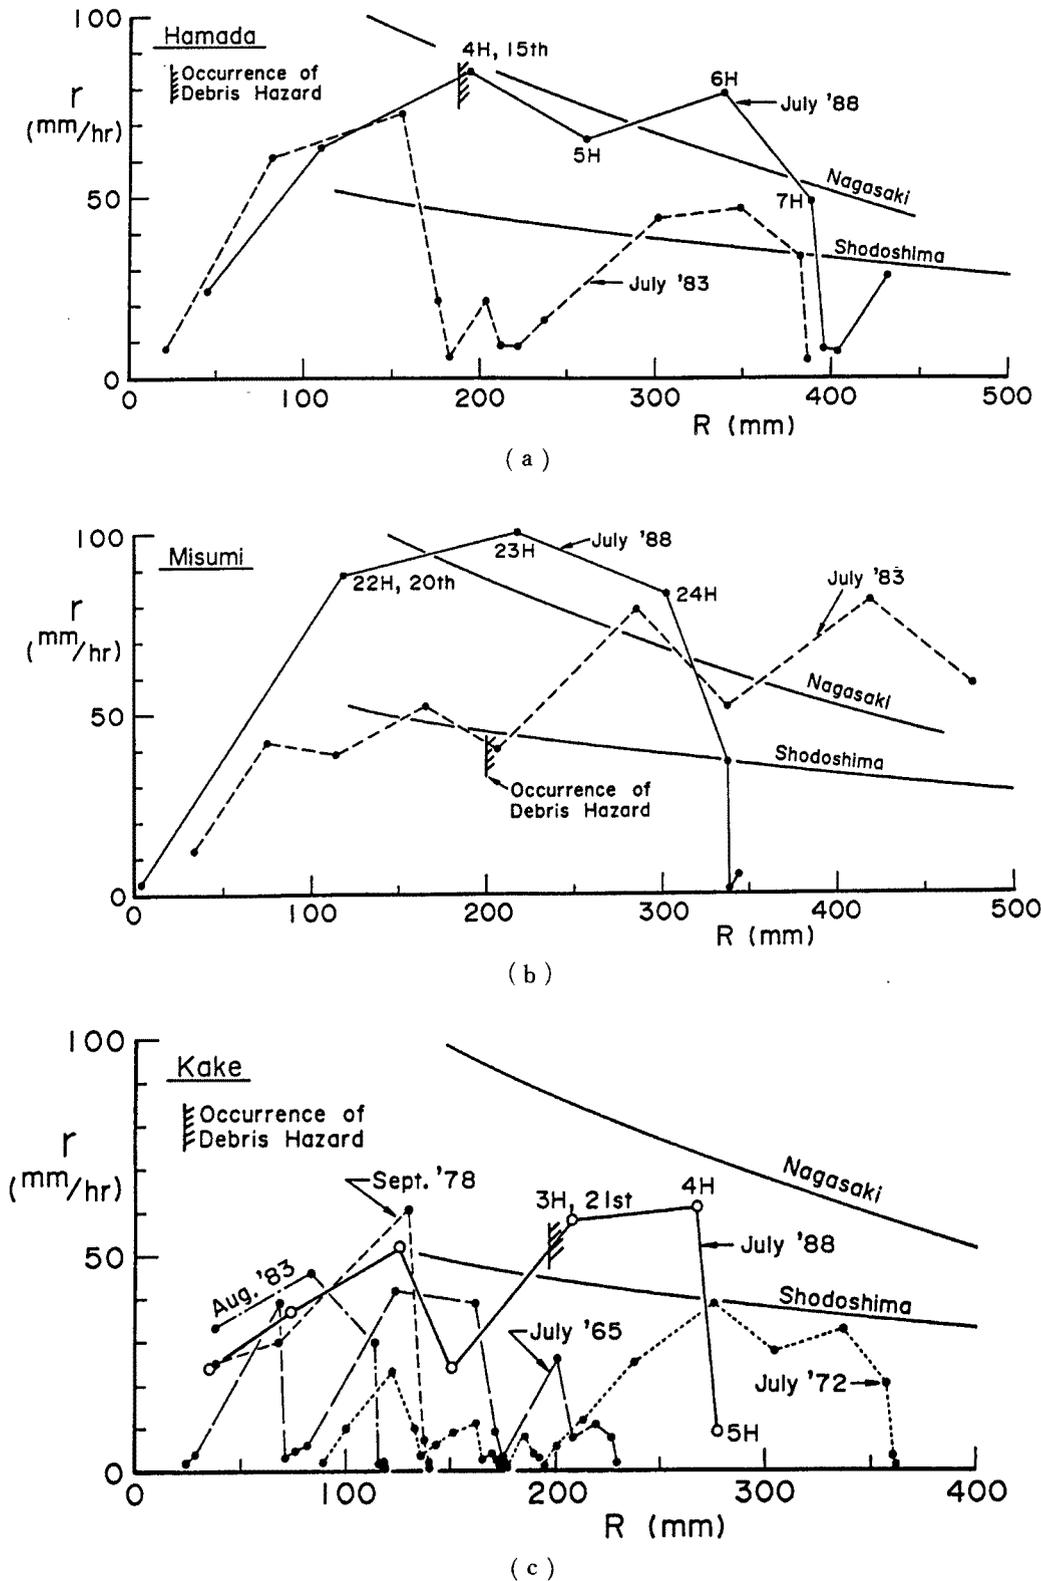 100
Hamada
Occurrence of
Debris Hazard
r
(mm/hr)
50
0
4H, 15th
5H
6H
July '88
7H
Nagasaki
Shodoshima
July '83
0 100 200 300 400 500
R (mm)
(a)
100
Misumi
r
(mm/hr)
50
0
22H, 20th
23H
July '88
24H
July '83
Nagasaki
Shodoshima
Occurrence of
Debris Hazard
0 100 200 300 400 500
R (mm)
(b)
100
Kake
Occurrence of
Debris Hazard
r
(mm/hr)
50
0
Sept. '78
Aug. '83
3H, 21st
4H
Nagasaki
July '88
Shodoshima
July '65
July '72
5H
0 100 200 300 400
R (mm)
(c)